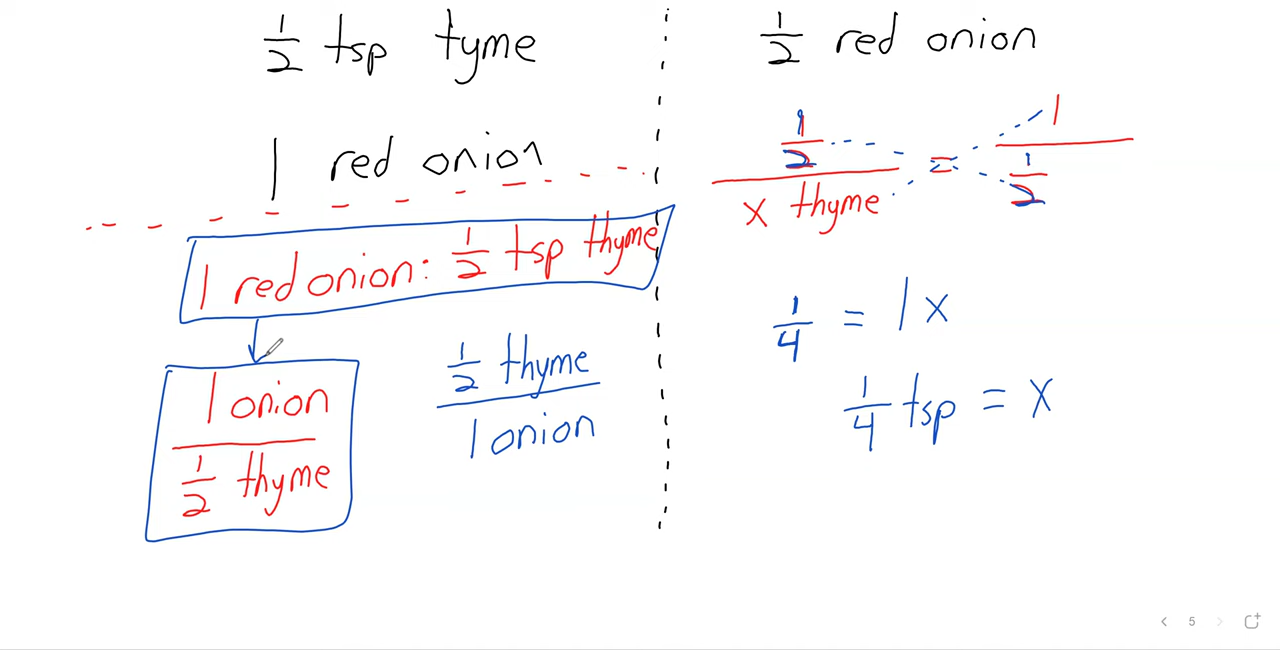 1/2 tsp tyme
1 red onion
1 red onion: 1/2 tsp thyme
1 onion
1/2 thyme
1/2 thyme
1 onion
1/2 red onion
1/2 = 1
x thyme 1/2
1/4 = 1x
1/4 tsp = x
< 5 >